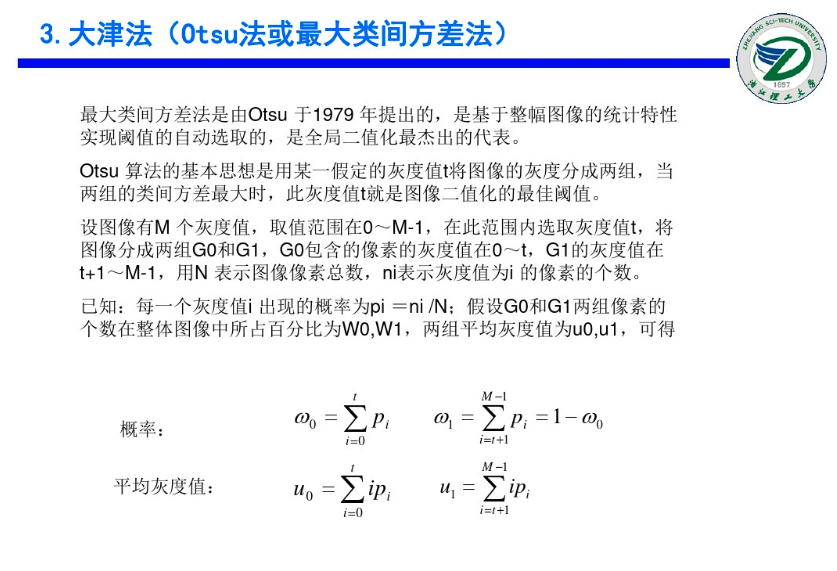 3.大津法（Otsu法或最大类间方差法）
ZHEJIANG SCI-TECH UNIVERSITY
1897
浙江理工大学
最大类间方差法是由Otsu 于1979 年提出的，是基于整幅图像的统计特性
实现阈值的自动选取的，是全局二值化最杰出的代表。
Otsu 算法的基本思想是用某一假定的灰度值t将图像的灰度分成两组，当
两组的类间方差最大时，此灰度值t就是图像二值化的最佳阈值。
设图像有M 个灰度值，取值范围在0～M-1，在此范围内选取灰度值t，将
图像分成两组G0和G1，G0包含的像素的灰度值在0～t，G1的灰度值在
t+1～M-1，用N 表示图像像素总数，ni表示灰度值为i 的像素的个数。
已知：每一个灰度值i 出现的概率为pi ＝ni /N；假设G0和G1两组像素的
个数在整体图像中所占百分比为W0,W1，两组平均灰度值为u0,u1，可得
概率： ω₀ = ∑_{i=0}^{t} p_i ω₁ = ∑_{i=t+1}^{M−1} p_i = 1 − ω₀
平均灰度值： u₀ = ∑_{i=0}^{t} ip_i u₁ = ∑_{i=t+1}^{M−1} ip_i